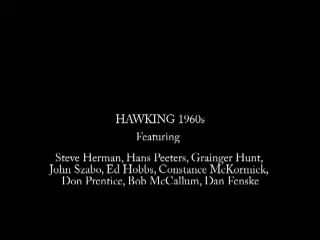 HAWKING 1960s
Featuring
Steve Herman, Hans Peeters, Grainger Hunt,
John Szabo, Ed Hobbs, Constance McKormick,
Don Prentice, Bob McCallum, Dan Fenske